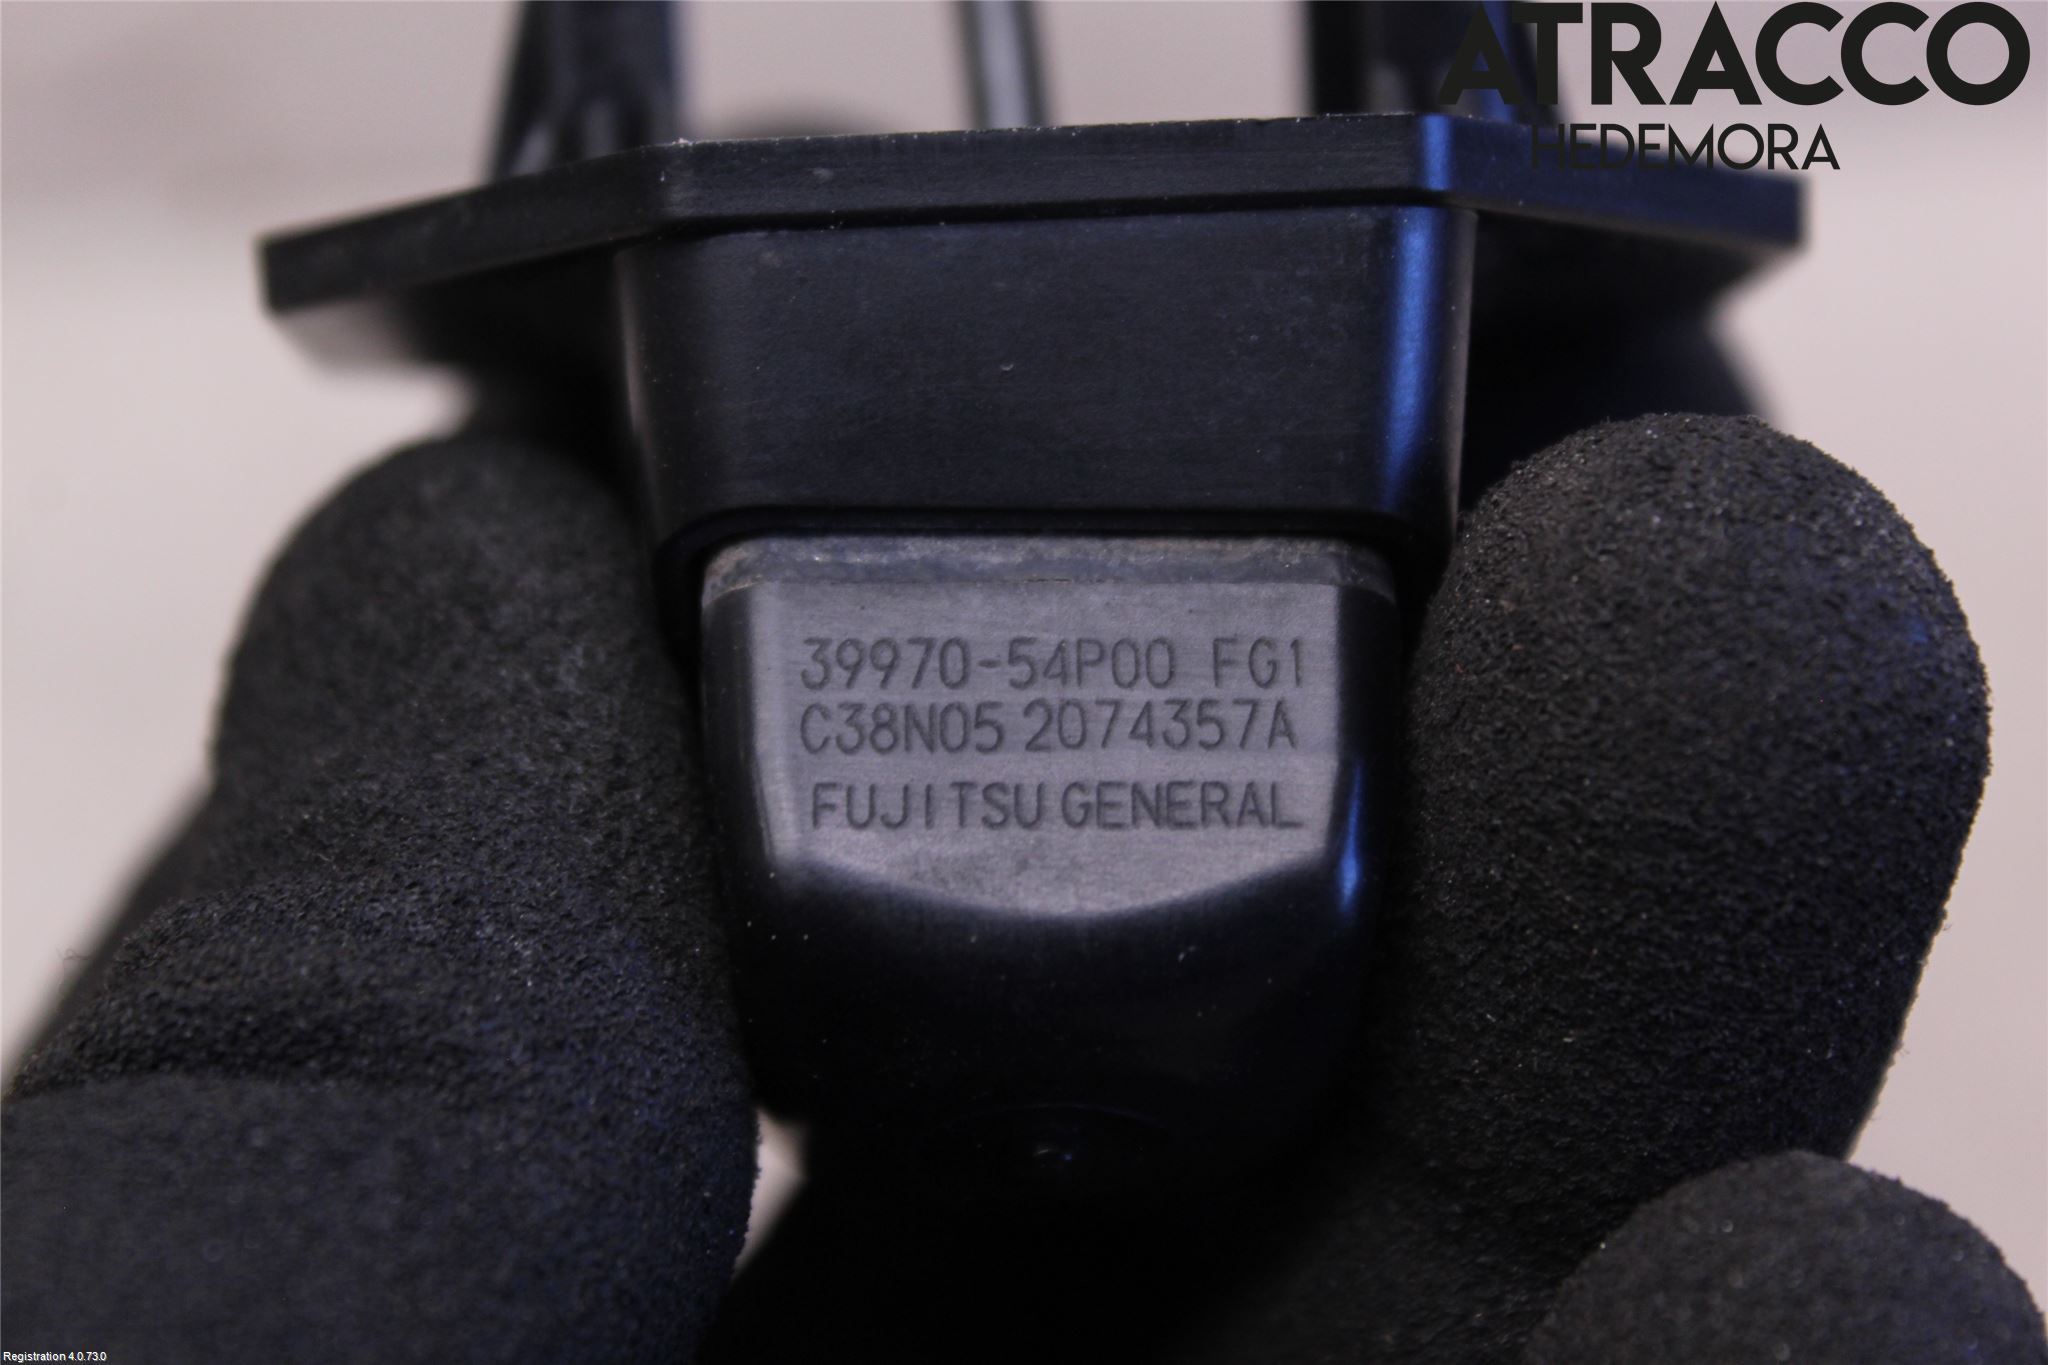 ATRACCO
HEDEMORA
39970-54P00 FG1
C38N05 2074357A
FUJITSU GENERAL
Registration 4.0.73.0